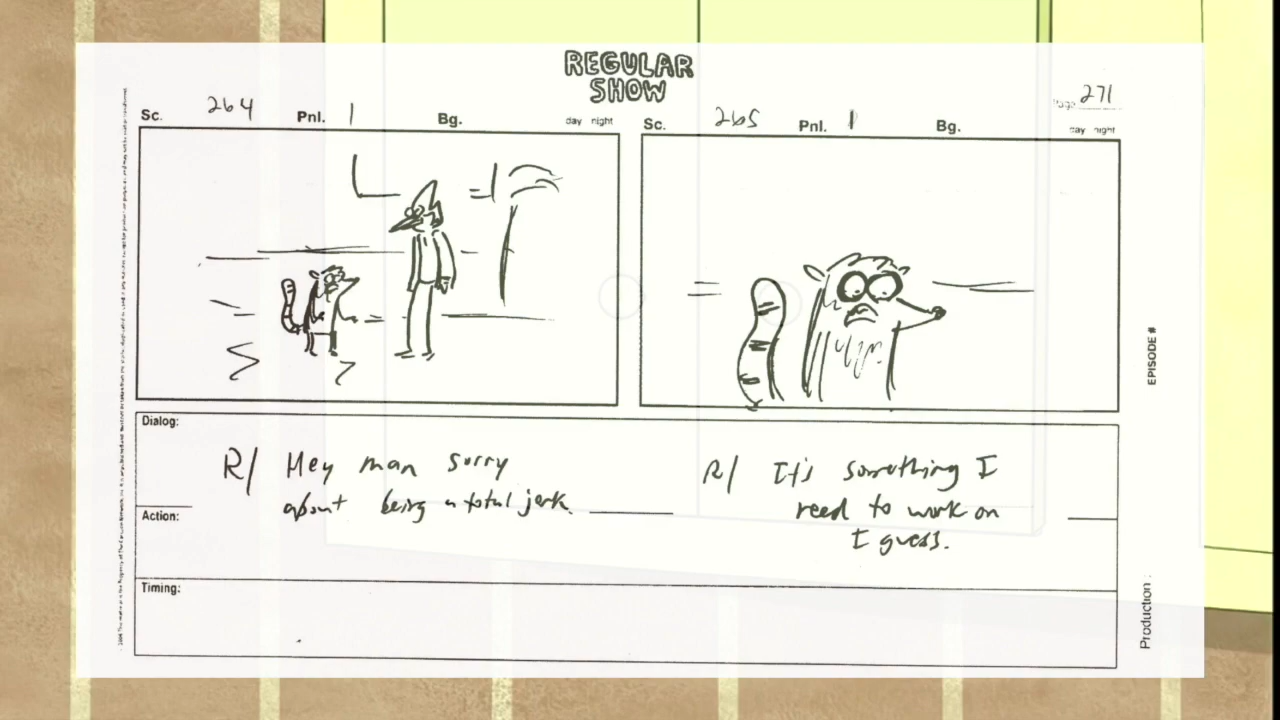 REGULAR
SHOW
Page 271
Sc. 264 Pnl. 1 Bg. day night
Sc. 265 Pnl. 1 Bg. day night
Dialog:
R/ Hey man sorry
about being a total jerk.
R/ It's something I
need to work on
I guess.
Action:
Timing:
EPISODE #
Production :